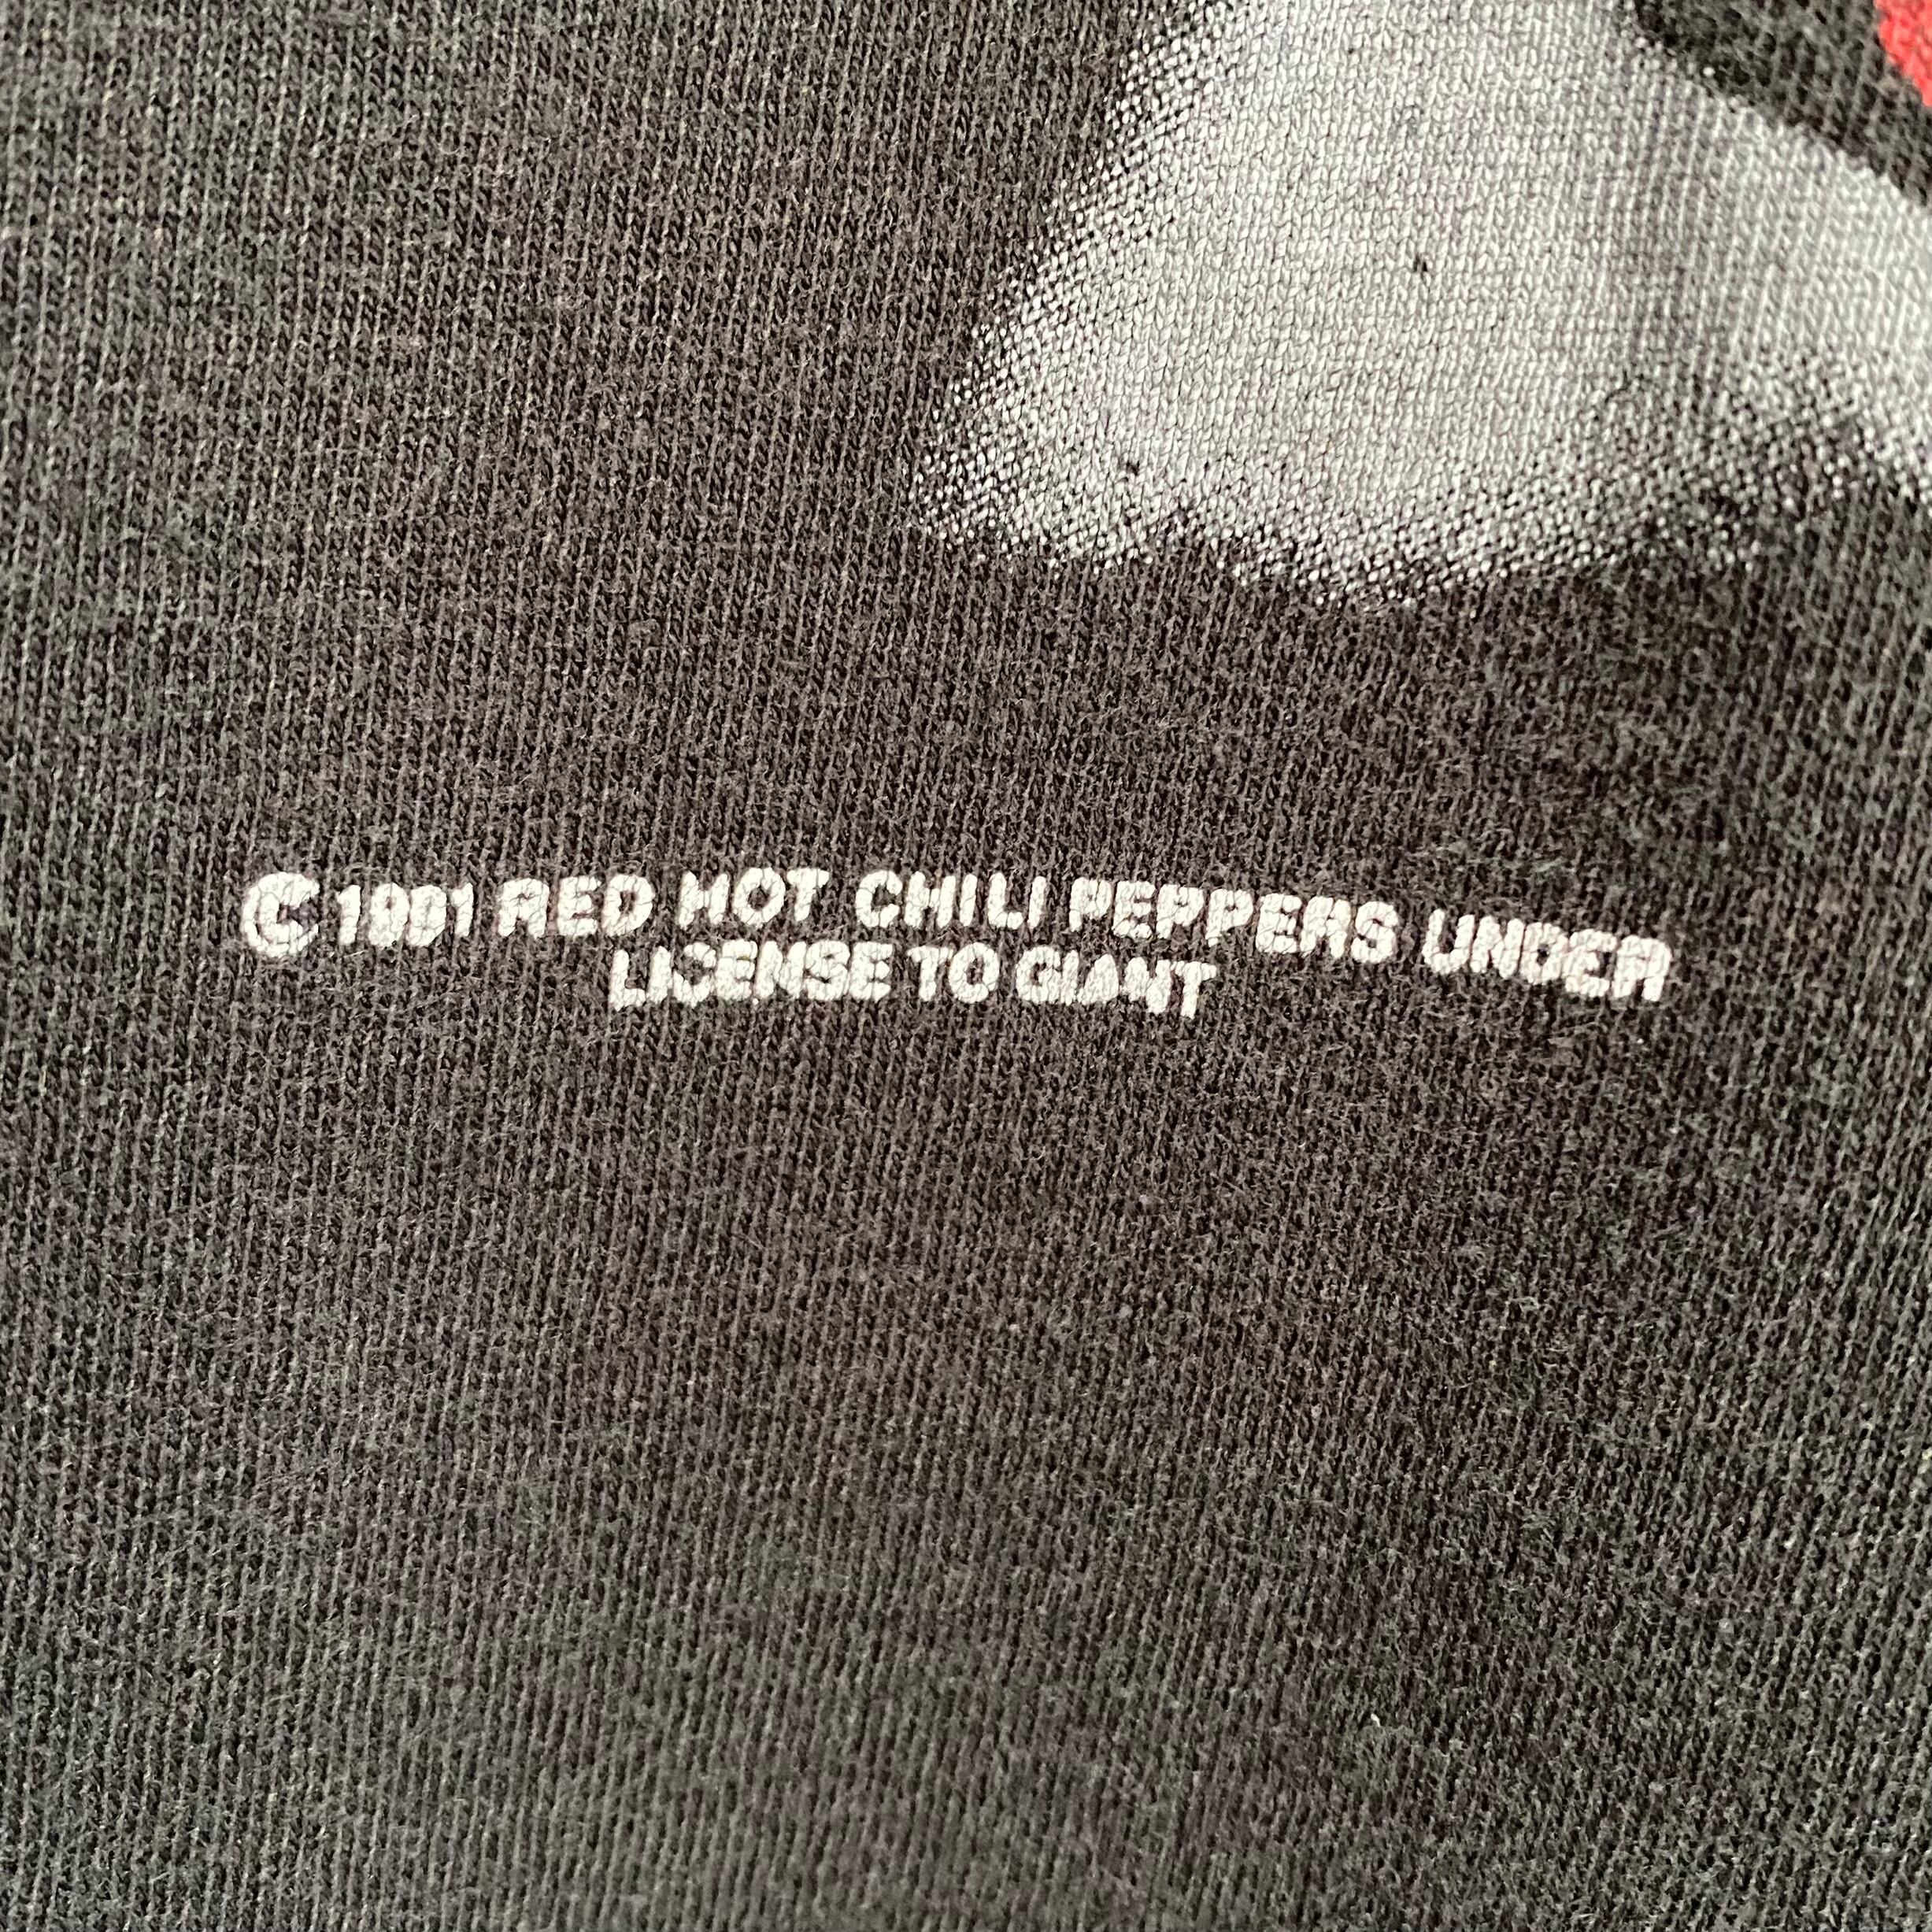 ©1991 RED HOT CHILI PEPPERS UNDER
LICENSE TO GIANT